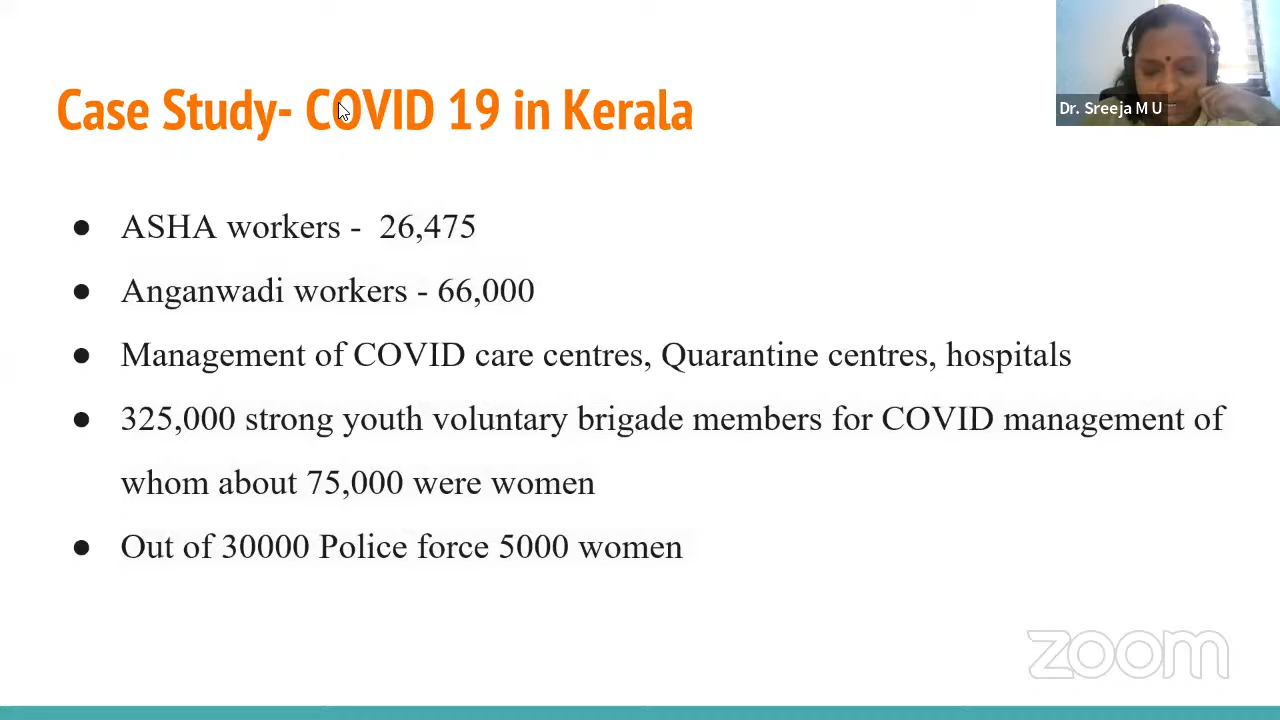 Case Study- COVID 19 in Kerala
Dr. Sreeja M U
● ASHA workers - 26,475
● Anganwadi workers - 66,000
● Management of COVID care centres, Quarantine centres, hospitals
● 325,000 strong youth voluntary brigade members for COVID management of
whom about 75,000 were women
● Out of 30000 Police force 5000 women
zoom